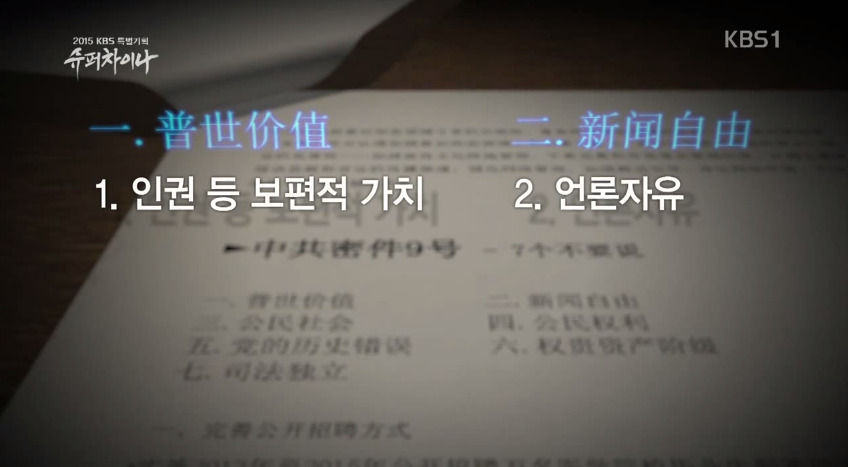 2015 KBS 특별기획
슈퍼차이나
KBS1
一.普世价值 二.新闻自由
1. 인권 등 보편적 가치 2. 언론자유
中共密件9号 - 7个不要说
一.普世价值 二.新闻自由
三.公民社会 四.公民权利
五.党的历史错误 六.权贵资产阶级
七.司法独立
一、完善公开招聘方式